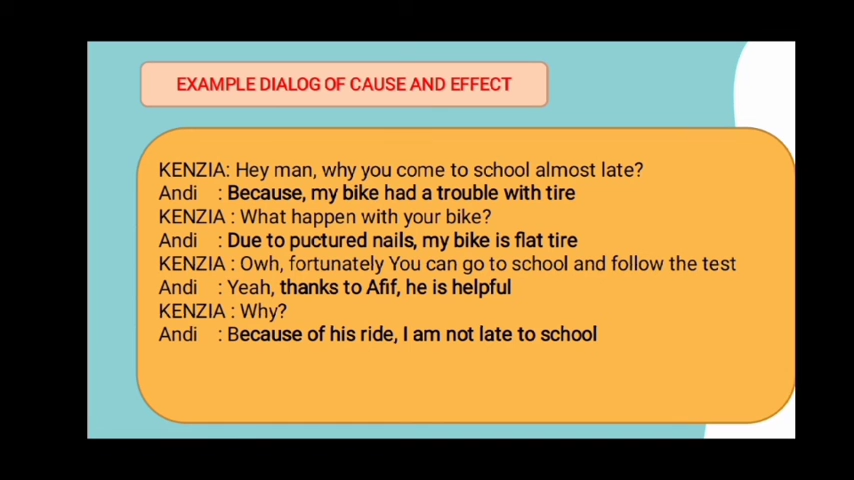 EXAMPLE DIALOG OF CAUSE AND EFFECT
KENZIA: Hey man, why you come to school almost late?
Andi : Because, my bike had a trouble with tire
KENZIA : What happen with your bike?
Andi : Due to puctured nails, my bike is flat tire
KENZIA : Owh, fortunately You can go to school and follow the test
Andi : Yeah, thanks to Afif, he is helpful
KENZIA : Why?
Andi : Because of his ride, I am not late to school